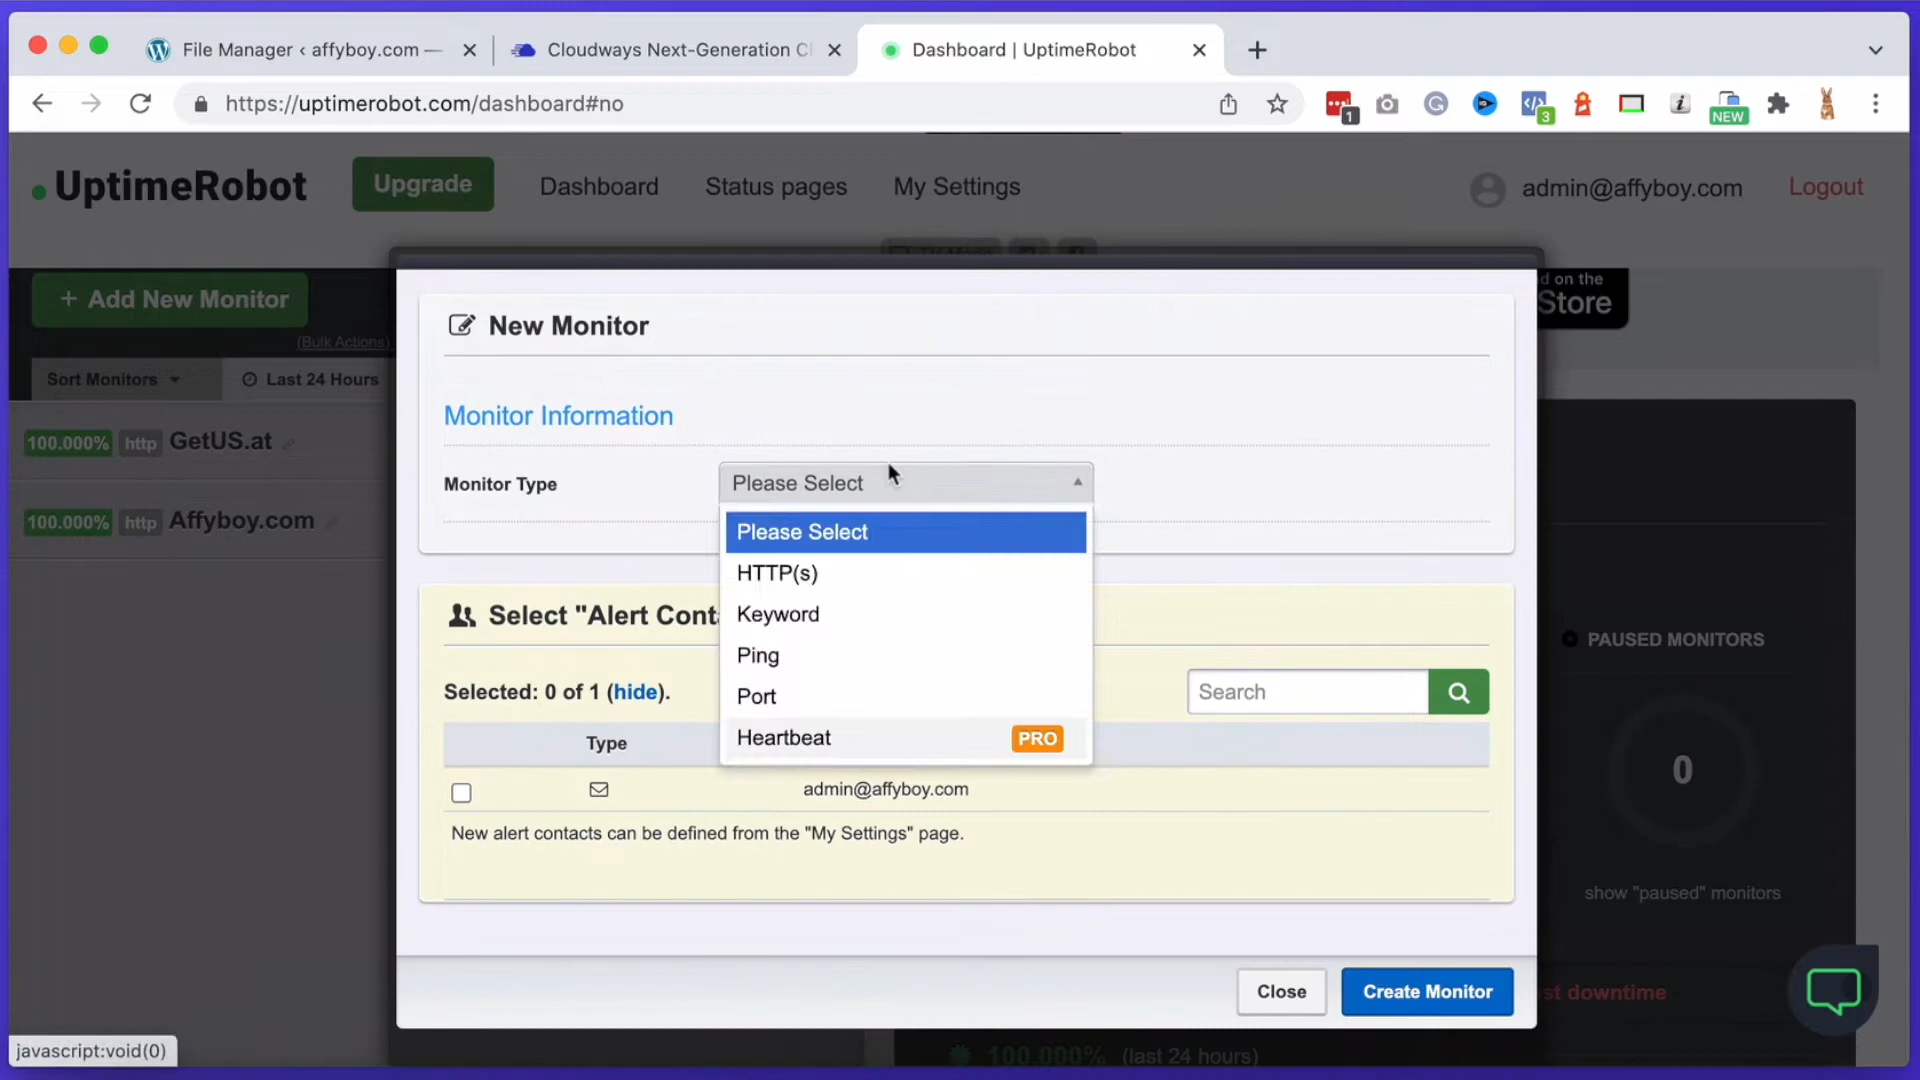 File Manager ‹ affyboy.com —
Cloudways Next-Generation Cl
Dashboard | UptimeRobot
https://uptimerobot.com/dashboard#no
1
3
NEW
UptimeRobot
Upgrade
Dashboard
Status pages
My Settings
admin@affyboy.com
Logout
+ Add New Monitor
(Bulk Actions)
Sort Monitors
Last 24 Hours
100.000% http GetUS.at
100.000% http Affyboy.com
d on the
Store
New Monitor
Monitor Information
Monitor Type
Please Select
Please Select
HTTP(s)
Keyword
Ping
Port
Heartbeat PRO
Select "Alert Conta
Selected: 0 of 1 (hide).
Search
Type
admin@affyboy.com
New alert contacts can be defined from the "My Settings" page.
Close
Create Monitor
PAUSED MONITORS
0
show "paused" monitors
st downtime
100.000% (last 24 hours)
javascript:void(0)